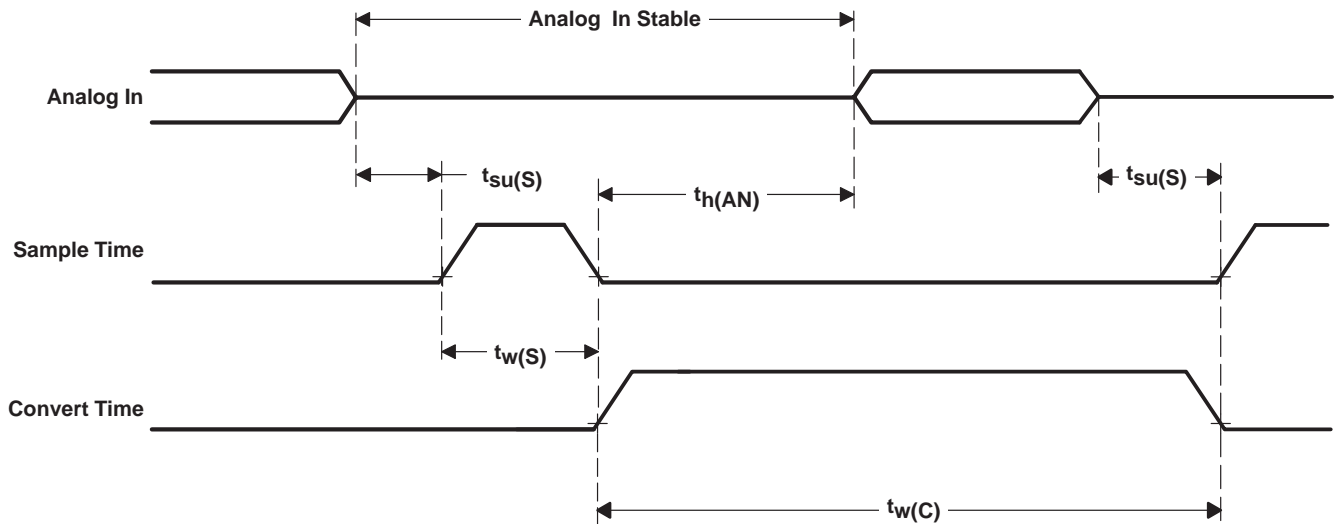 Analog In Stable
Analog In
tsu(S)
th(AN)
tsu(S)
Sample Time
tw(S)
Convert Time
tw(C)